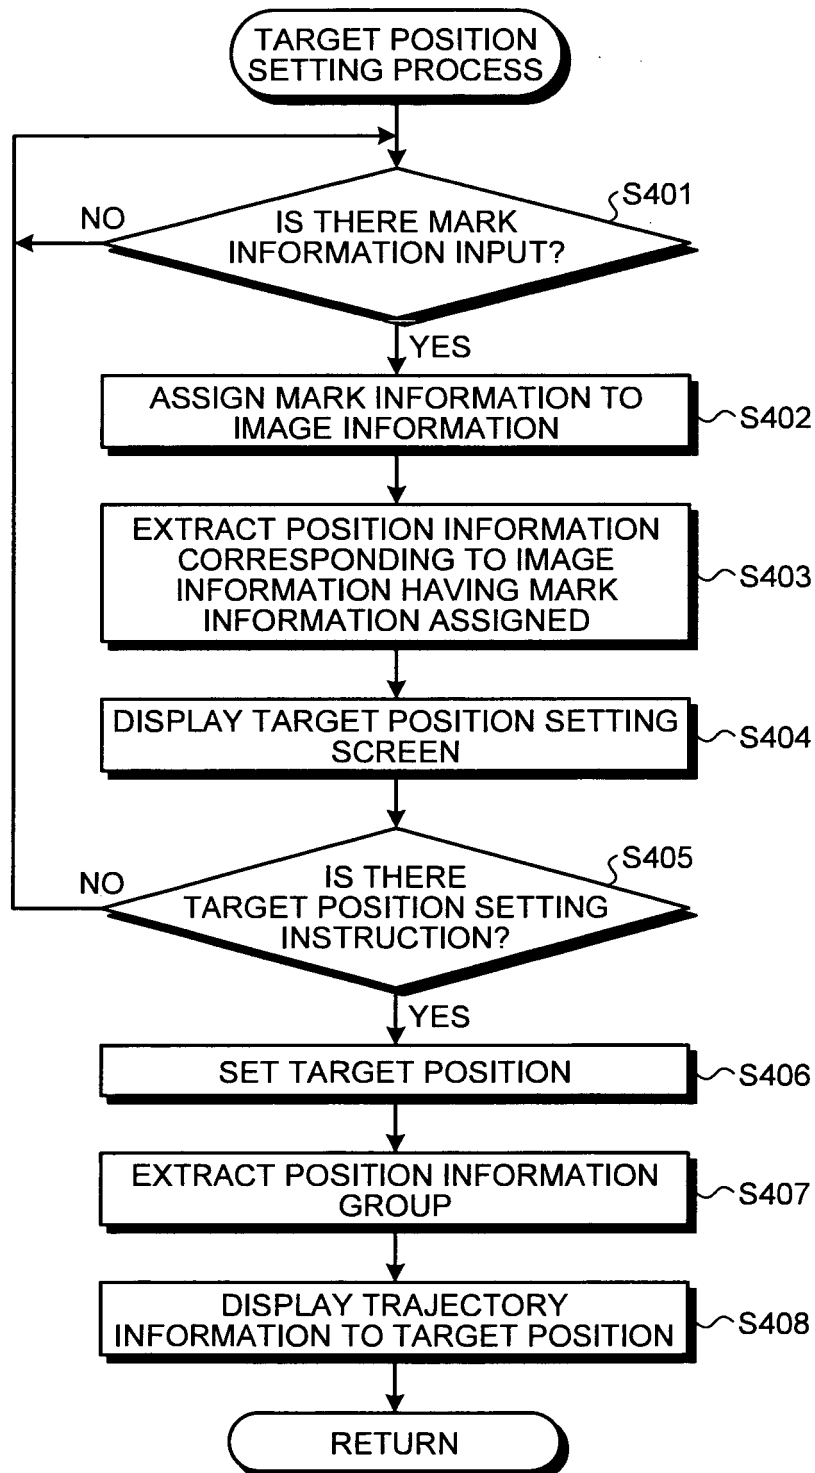 TARGET POSITION
SETTING PROCESS
S401
NO
IS THERE MARK
INFORMATION INPUT?
YES
ASSIGN MARK INFORMATION TO
IMAGE INFORMATION
S402
EXTRACT POSITION INFORMATION
CORRESPONDING TO IMAGE
INFORMATION HAVING MARK
INFORMATION ASSIGNED
S403
DISPLAY TARGET POSITION SETTING
SCREEN
S404
S405
NO
IS THERE
TARGET POSITION SETTING
INSTRUCTION?
YES
SET TARGET POSITION
S406
EXTRACT POSITION INFORMATION
GROUP
S407
DISPLAY TRAJECTORY
INFORMATION TO TARGET POSITION
S408
RETURN